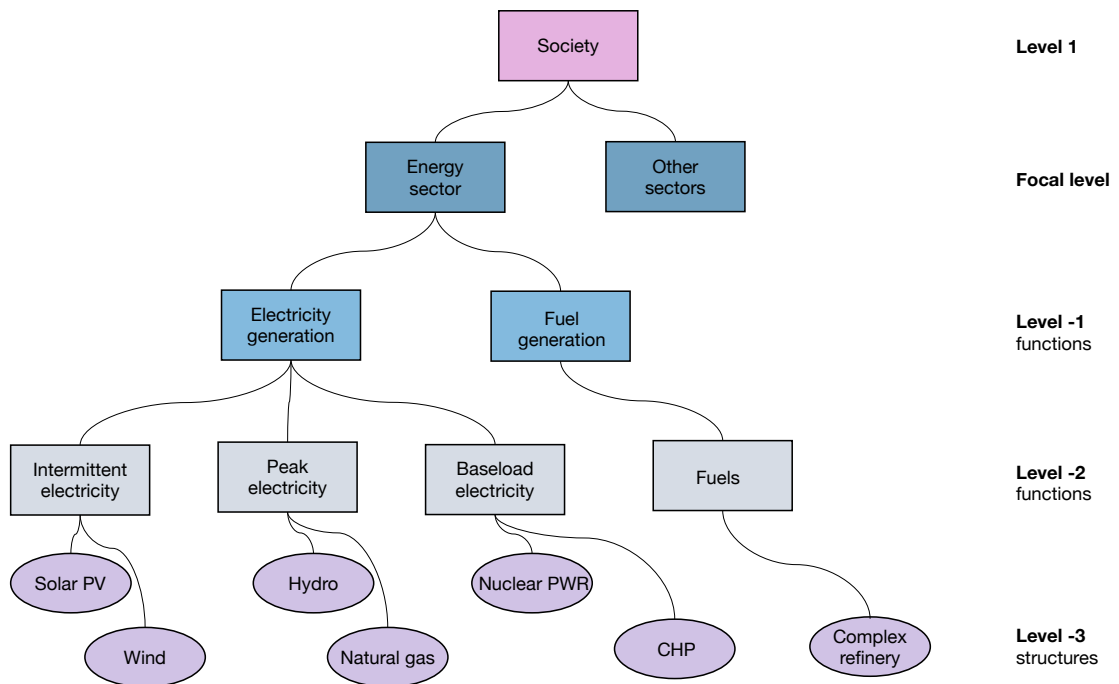 Society
Level 1
Energy
sector
Other
sectors
Focal level
Electricity
generation
Fuel
generation
Level -1
functions
Intermittent
electricity
Peak
electricity
Baseload
electricity
Fuels
Level -2
functions
Solar PV
Hydro
Nuclear PWR
Wind
Natural gas
CHP
Complex
refinery
Level -3
structures